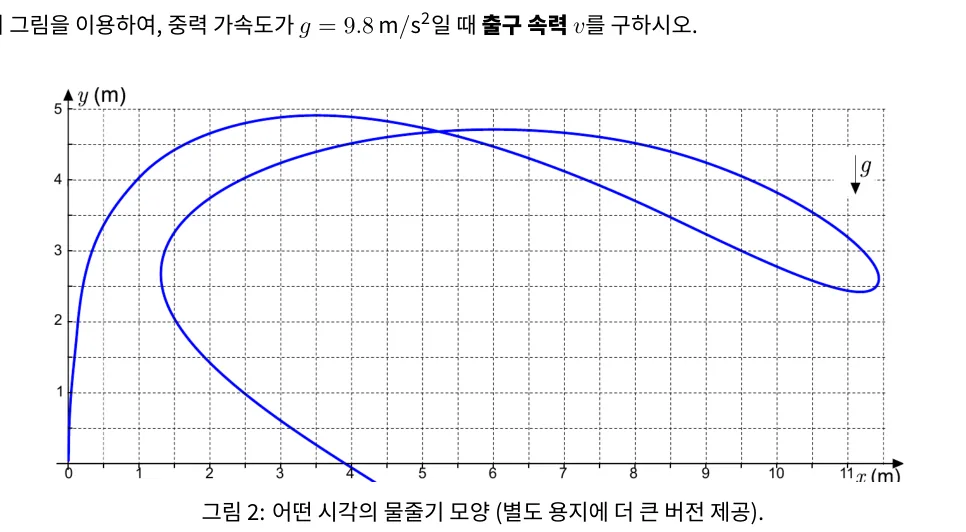 그림을 이용하여, 중력 가속도가 g = 9.8 m/s²일 때 출구 속력 v를 구하시오.
y (m)
5
4
g
3
2
1
0 1 2 3 4 5 6 7 8 9 10 11 x (m)
그림 2: 어떤 시각의 물줄기 모양 (별도 용지에 더 큰 버전 제공).